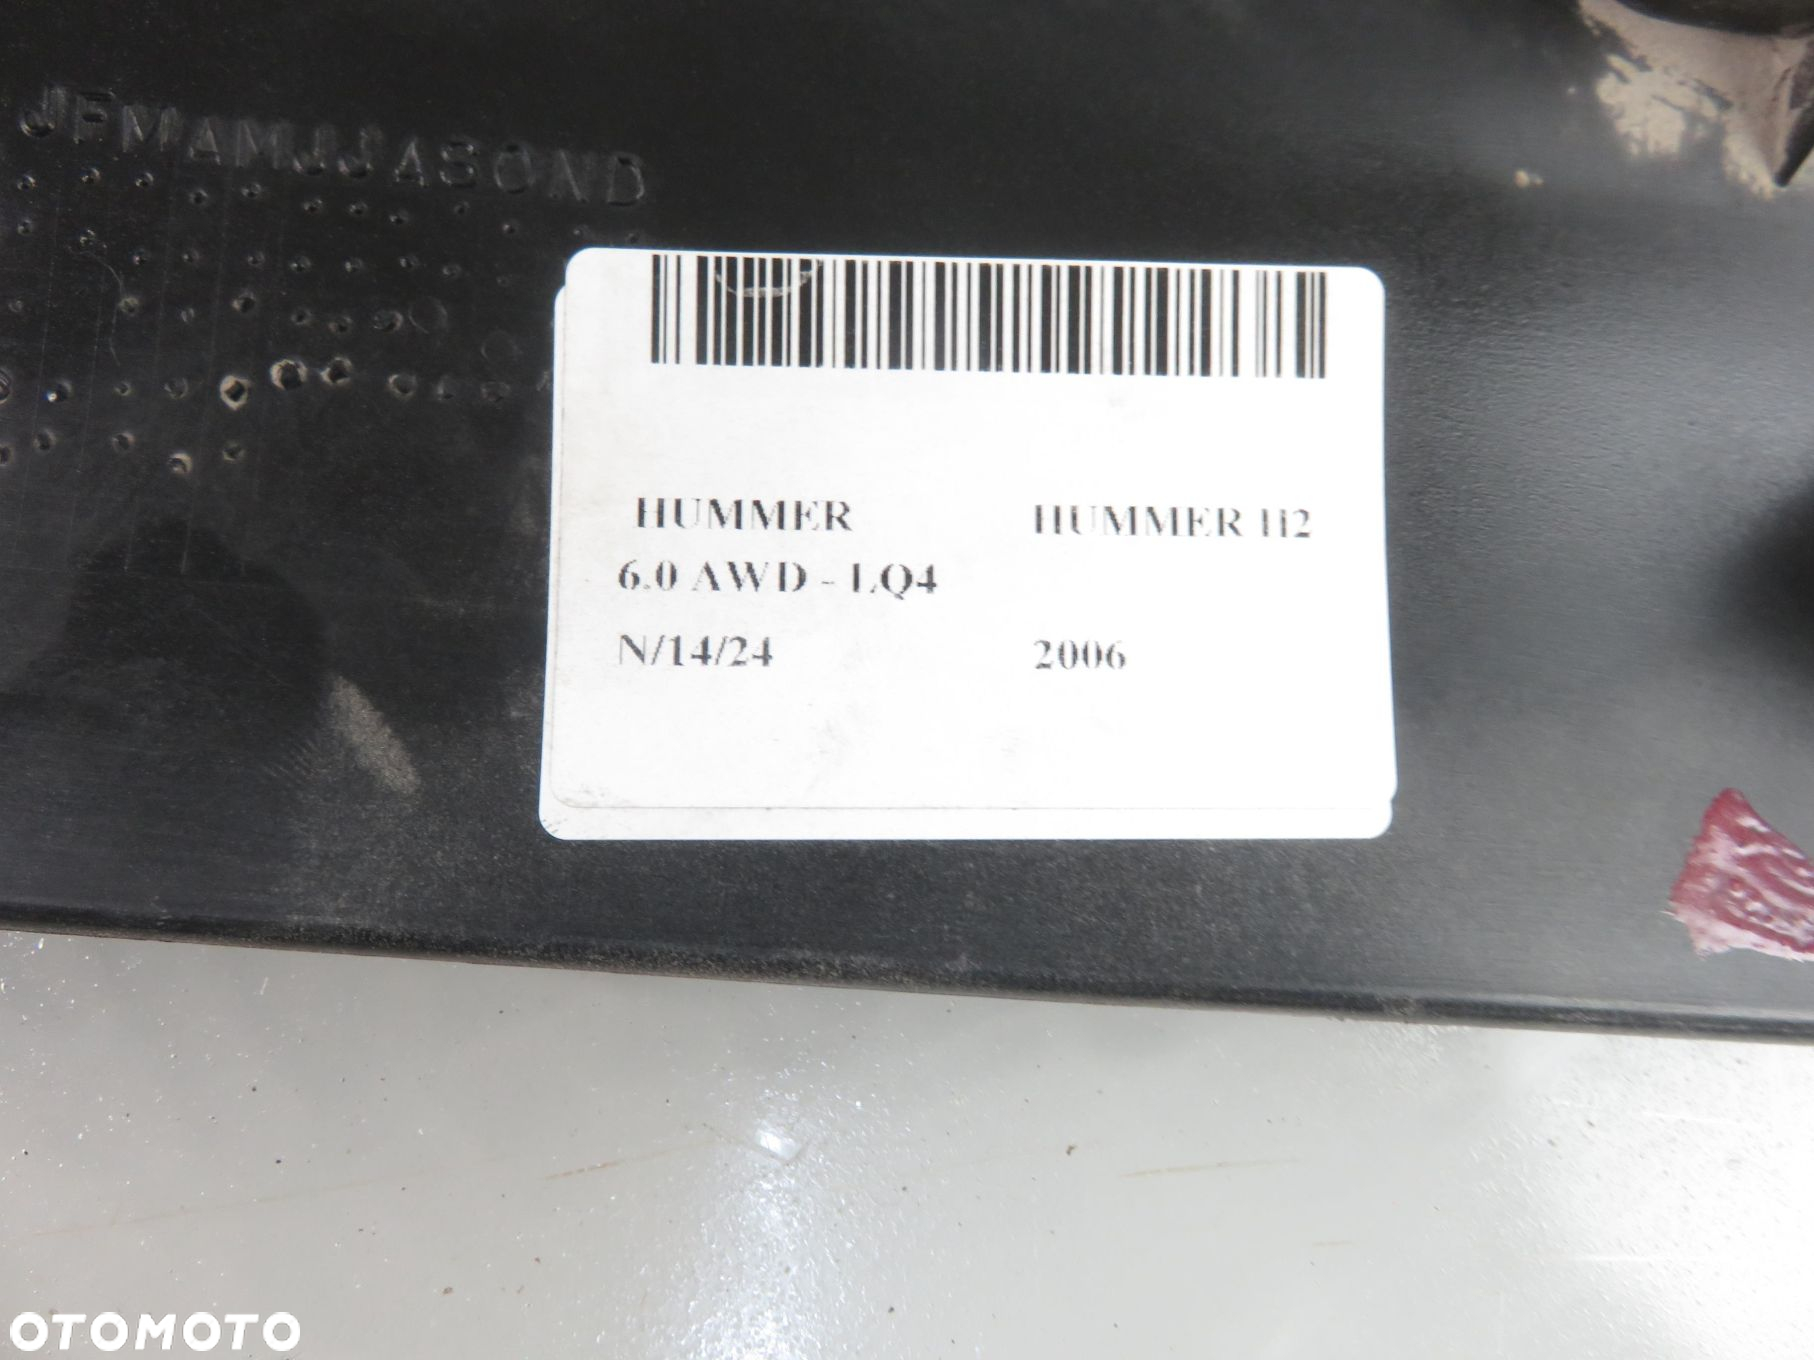 JFMAMJJASOND
HUMMER HUMMER H2
6.0 AWD - LQ4
N/14/24 2006
OTOMOTO